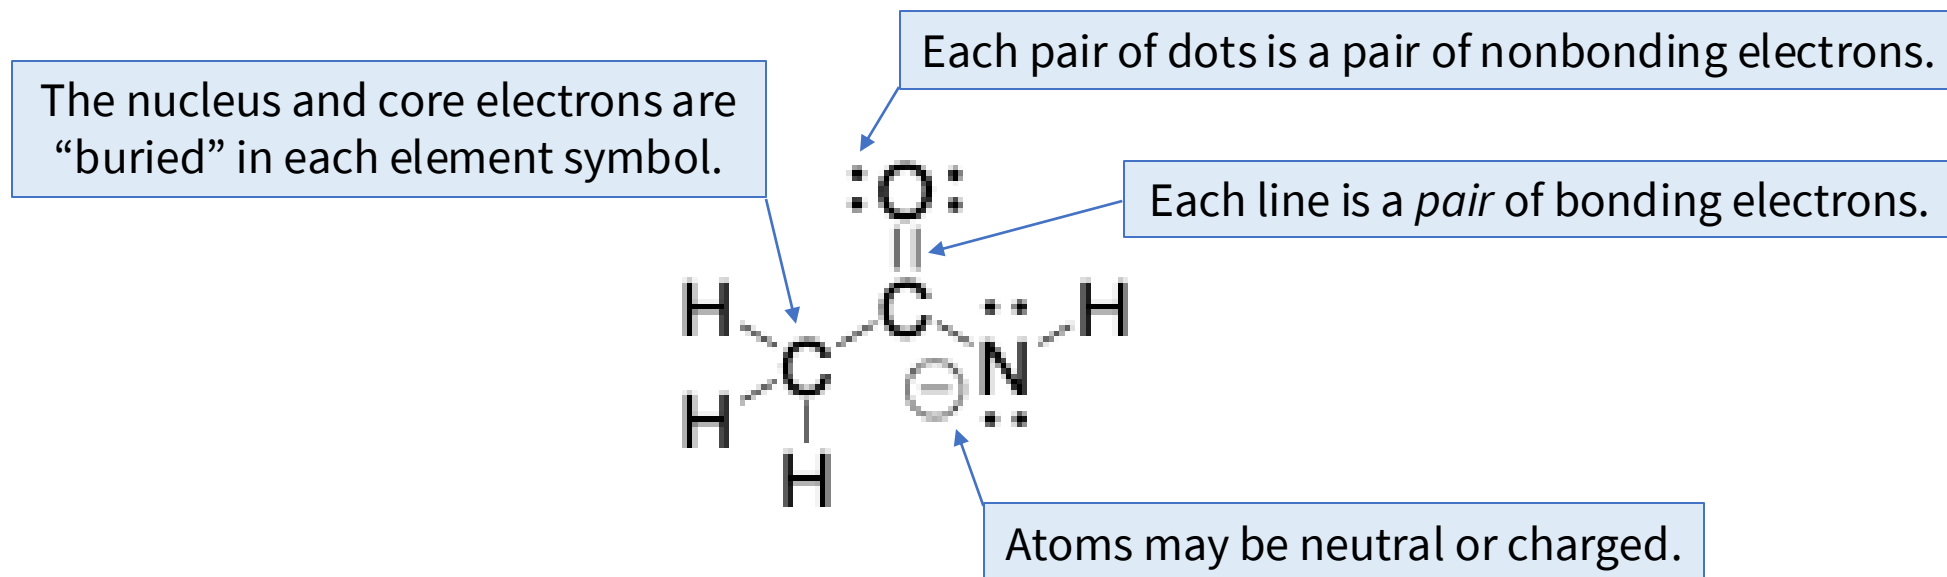 Each pair of dots is a pair of nonbonding electrons.
The nucleus and core electrons are
“buried” in each element symbol.
:O:
Each line is a pair of bonding electrons.
H
C
H
C
N
H
H
Atoms may be neutral or charged.